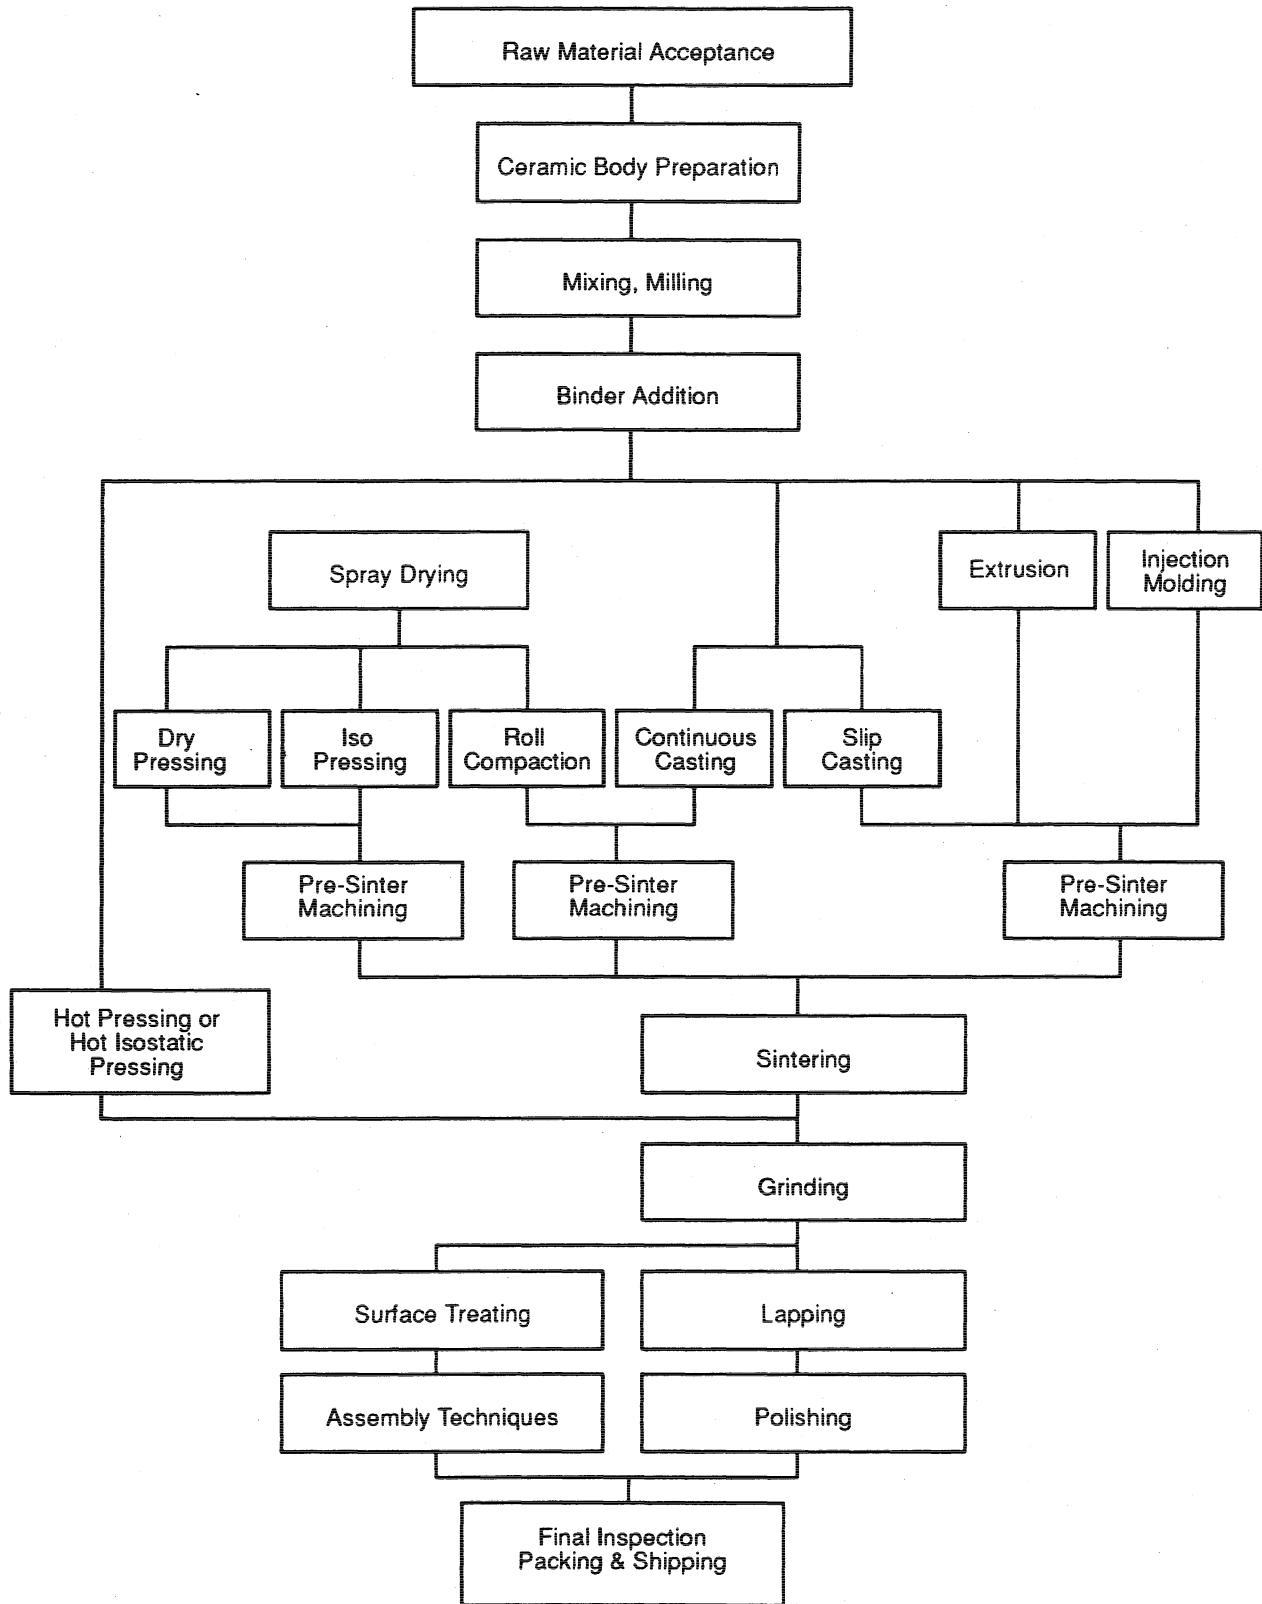 Raw Material Acceptance
Ceramic Body Preparation
Mixing, Milling
Binder Addition
Spray Drying
Extrusion
Injection
Molding
Dry
Pressing
Iso
Pressing
Roll
Compaction
Continuous
Casting
Slip
Casting
Pre-Sinter
Machining
Pre-Sinter
Machining
Pre-Sinter
Machining
Hot Pressing or
Hot Isostatic
Pressing
Sintering
Grinding
Surface Treating
Lapping
Assembly Techniques
Polishing
Final Inspection
Packing & Shipping